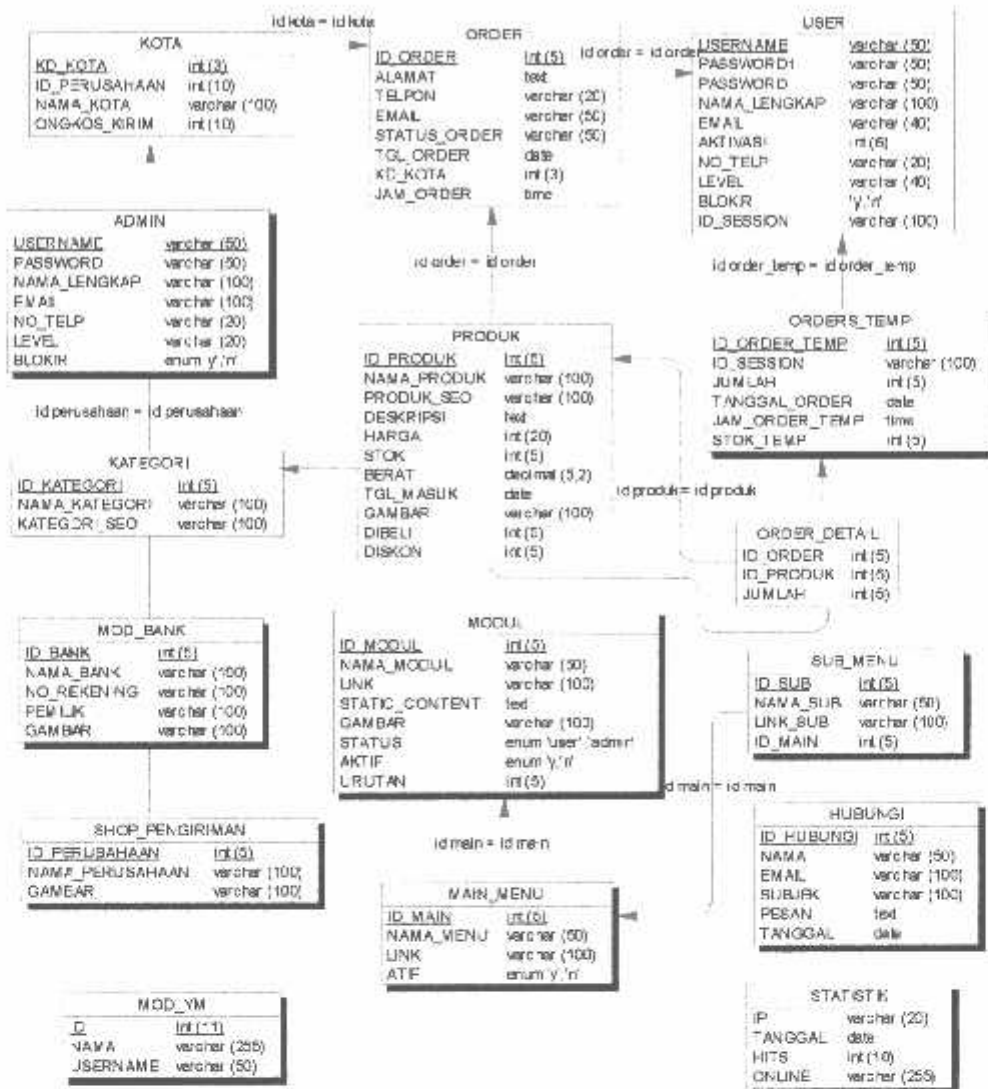 id kota = id kota
KOTA
KD_KOTA int (3)
ID_PERUSAHAAN int (10)
NAMA_KOTA varchar (100)
ONGKOS_KIRIM int (10)
ORDER
ID_ORDER int (5)
ALAMAT text
TELPON varchar (20)
EMAIL varchar (50)
STATUS_ORDER varchar (50)
TGL_ORDER date
KD_KOTA int (3)
JAM_ORDER time
id order = id order
USER
USERNAME varchar (50)
PASSWORD1 varchar (50)
PASSWORD varchar (50)
NAMA_LENGKAP varchar (100)
EMAIL varchar (40)
AKTIVASI int (6)
NO_TELP varchar (20)
LEVEL varchar (40)
BLOKIR 'y','n'
ID_SESSION varchar (100)
ADMIN
USERNAME varchar (50)
PASSWORD varchar (50)
NAMA_LENGKAP varchar (100)
EMAIL varchar (100)
NO_TELP varchar (20)
LEVEL varchar (20)
BLOKIR enum 'y','n'
id order = id order
id order_temp = id order_temp
PRODUK
ID_PRODUK int (5)
NAMA_PRODUK varchar (100)
PRODUK_SEO varchar (100)
DESKRIPSI text
HARGA int (20)
STOK int (5)
BERAT decimal (5,2)
TGL_MASUK date
GAMBAR varchar (100)
DIBELI int (5)
DISKON int (5)
ORDERS_TEMP
ID_ORDER_TEMP int (5)
ID_SESSION varchar (100)
JUMLAH int (5)
TANGGAL_ORDER date
JAM_ORDER_TEMP time
STOK_TEMP int (5)
id perusahaan = id perusahaan
KATEGORI
ID_KATEGORI int (5)
NAMA_KATEGORI varchar (100)
KATEGORI_SEO varchar (100)
id produk = id produk
ORDER_DETAIL
ID_ORDER int (5)
ID_PRODUK int (5)
JUMLAH int (5)
MOD_BANK
ID_BANK int (5)
NAMA_BANK varchar (100)
NO_REKENING varchar (100)
PEMILIK varchar (100)
GAMBAR varchar (100)
MODUL
ID_MODUL int (5)
NAMA_MODUL varchar (50)
LINK varchar (100)
STATIC_CONTENT text
GAMBAR varchar (100)
STATUS enum 'user' 'admin'
AKTIF enum 'y','n'
URUTAN int (5)
SUB_MENU
ID_SUB int (5)
NAMA_SUB varchar (50)
LINK_SUB varchar (100)
ID_MAIN int (5)
id main = id main
SHOP_PENGIRIMAN
ID_PERUSAHAAN int (5)
NAMA_PERUSAHAAN varchar (100)
GAMBAR varchar (100)
id main = id main
MAIN_MENU
ID_MAIN int (5)
NAMA_MENU varchar (50)
LINK varchar (100)
ATIF enum 'y','n'
HUBUNGI
ID_HUBUNGI int (5)
NAMA varchar (50)
EMAIL varchar (100)
SUBJEK varchar (100)
PESAN text
TANGGAL date
MOD_YM
ID int (11)
NAMA varchar (255)
USERNAME varchar (50)
STATISTIK
IP varchar (20)
TANGGAL date
HITS int (10)
ONLINE varchar (255)